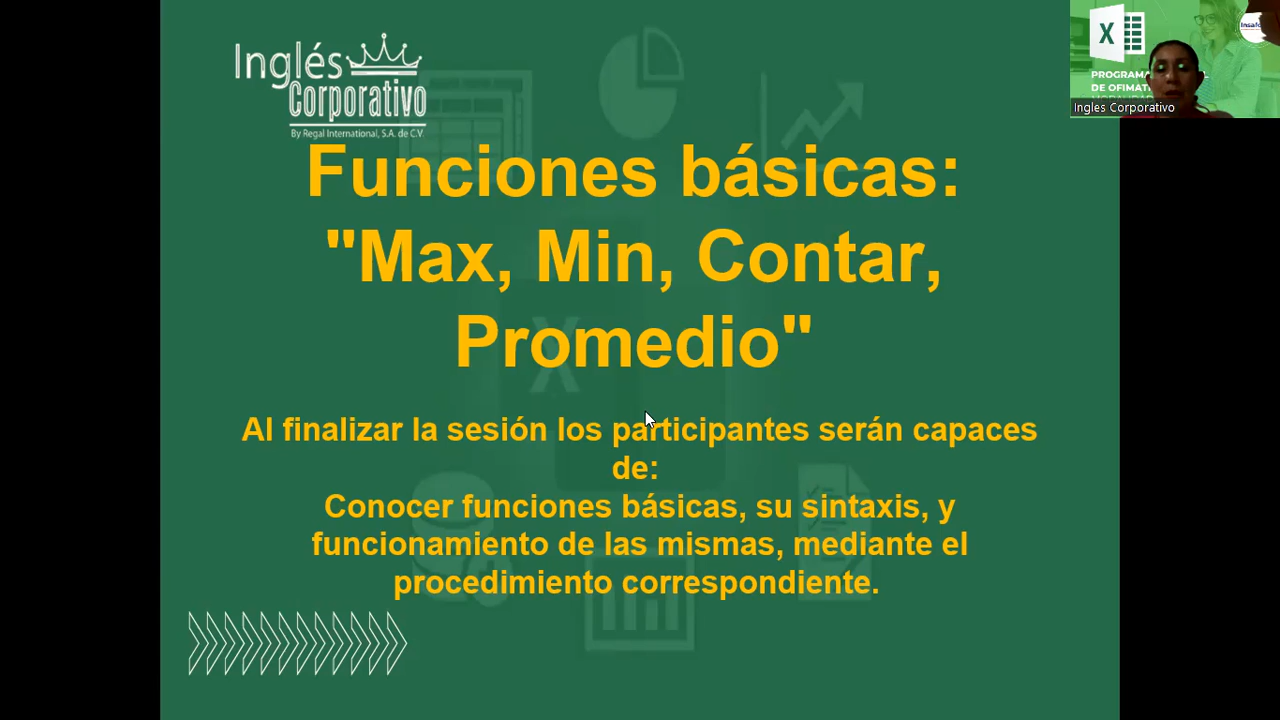 Inglés
Corporativo
By Regal International, S.A. de C.V.
Funciones básicas:
"Max, Min, Contar,
Promedio"
Al finalizar la sesión los participantes serán capaces
de:
Conocer funciones básicas, su sintaxis, y
funcionamiento de las mismas, mediante el
procedimiento correspondiente.
X
PROGRAMA
DE OFIMAT
Ingles Corporativo